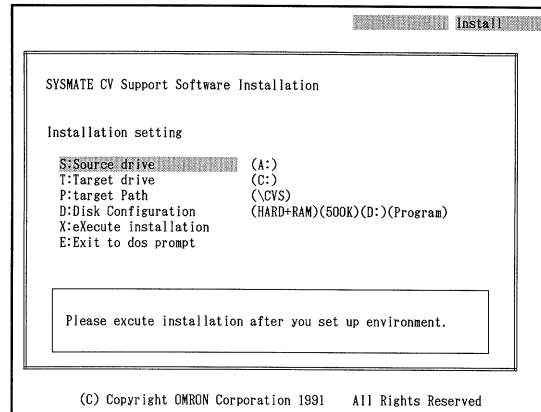 Install
SYSMATE CV Support Software Installation
Installation setting
S:Source drive (A:)
T:Target drive (C:)
P:target Path (\CVS)
D:Disk Configuration (HARD+RAM)(500K)(D:)(Program)
X:eXecute installation
E:Exit to dos prompt
Please excute installation after you set up environment.
(C) Copyright OMRON Corporation 1991 All Rights Reserved